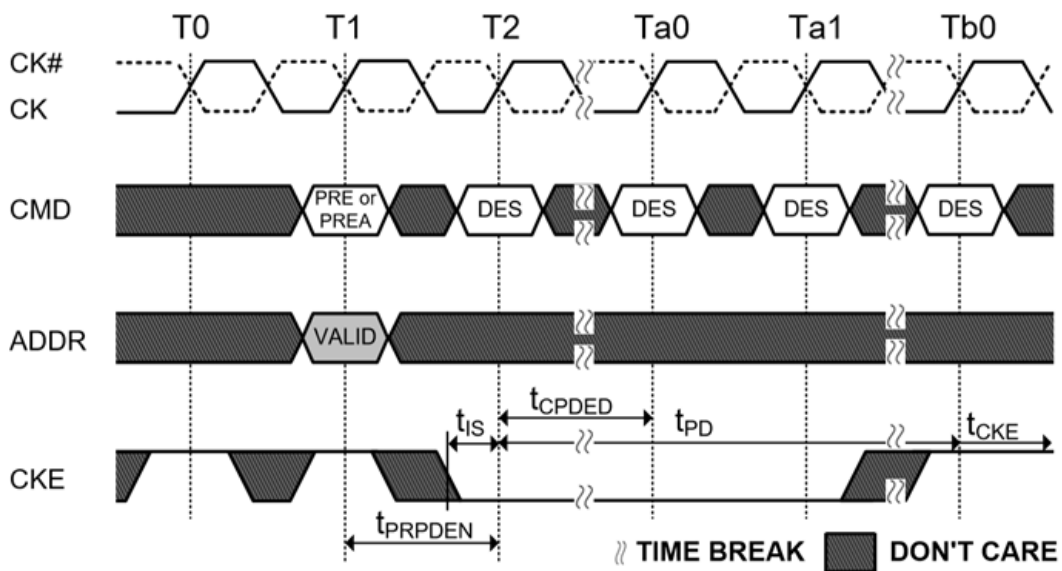 T0 T1 T2 Ta0 Ta1 Tb0
CK#
CK
CMD
PRE or
PREA
DES DES DES DES
ADDR
VALID
CKE
tIS
tCPDED
tPD
tCKE
tPRPDEN
TIME BREAK
DON'T CARE